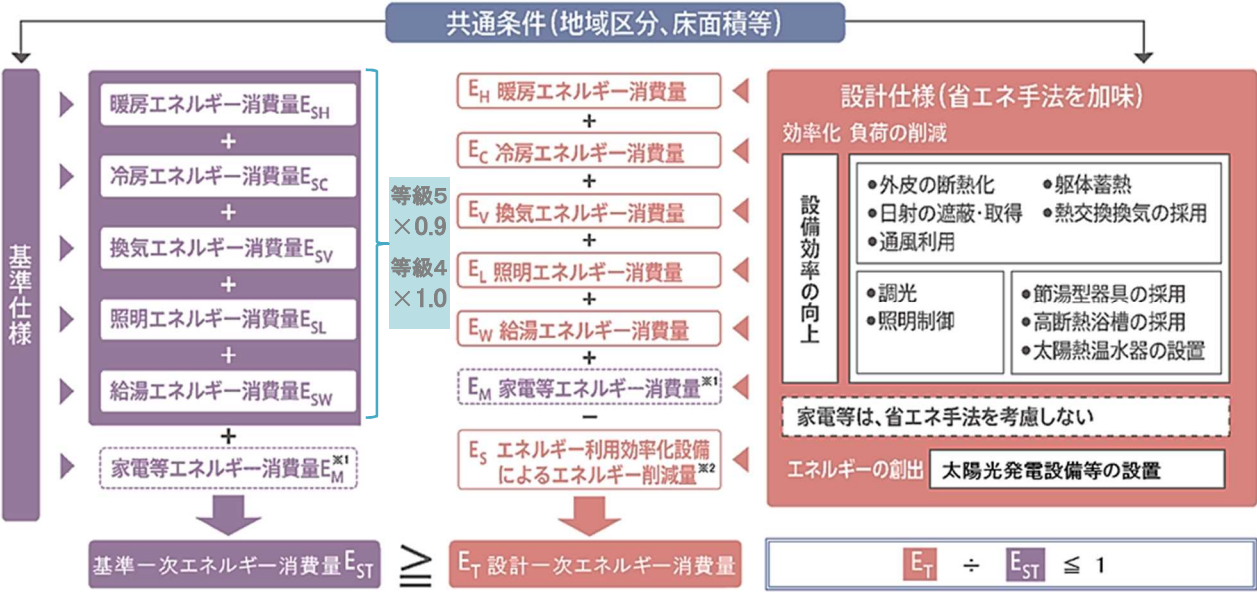 共通条件（地域区分、床面積等）
基準仕様
暖房エネルギー消費量ESH
+
冷房エネルギー消費量ESC
+
換気エネルギー消費量ESV
+
照明エネルギー消費量ESL
+
給湯エネルギー消費量ESW
+
家電等エネルギー消費量EM※1
基準一次エネルギー消費量EST
等級5
×0.9
等級4
×1.0
≧
EH 暖房エネルギー消費量
+
EC 冷房エネルギー消費量
+
EV 換気エネルギー消費量
+
EL 照明エネルギー消費量
+
EW 給湯エネルギー消費量
+
EM 家電等エネルギー消費量※1
−
ES エネルギー利用効率化設備
によるエネルギー削減量※2
ET 設計一次エネルギー消費量
設計仕様（省エネ手法を加味）
効率化 負荷の削減
設備効率の向上
●外皮の断熱化 ●躯体蓄熱
●日射の遮蔽・取得 ●熱交換換気の採用
●通風利用
●調光
●照明制御
●節湯型器具の採用
●高断熱浴槽の採用
●太陽熱温水器の設置
家電等は、省エネ手法を考慮しない
エネルギーの創出 太陽光発電設備等の設置
ET ÷ EST ≦ 1